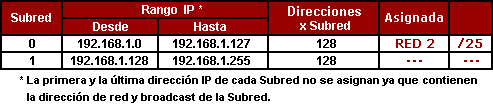 Subred Rango IP * Direcciones x Subred Asignada
Desde Hasta
0 192.168.1.0 192.168.1.127 128 RED 2 /25
1 192.168.1.128 192.168.1.255 128 --- ---
* La primera y la última dirección IP de cada Subred no se asignan ya que contienen
la dirección de red y broadcast de la Subred.